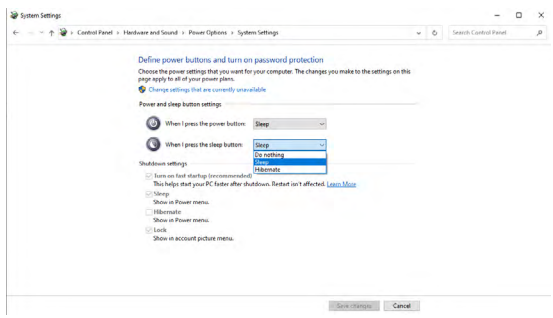 System Settings
Control Panel > Hardware and Sound > Power Options > System Settings
Search Control Panel
Define power buttons and turn on password protection
Choose the power settings that you want for your computer. The changes you make to the settings on this
page apply to all of your power plans.
Change settings that are currently unavailable
Power and sleep button settings
When I press the power button: Sleep
When I press the sleep button: Sleep
Do nothing
Sleep
Hibernate
Shutdown settings
Turn on fast startup (recommended)
This helps start your PC faster after shutdown. Restart isn't affected. Learn More
Sleep
Show in Power menu.
Hibernate
Show in Power menu.
Lock
Show in account picture menu.
Save changes Cancel